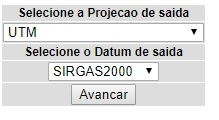 Selecione a Projecao de saida
UTM
Selecione o Datum de saida
SIRGAS2000
Avancar